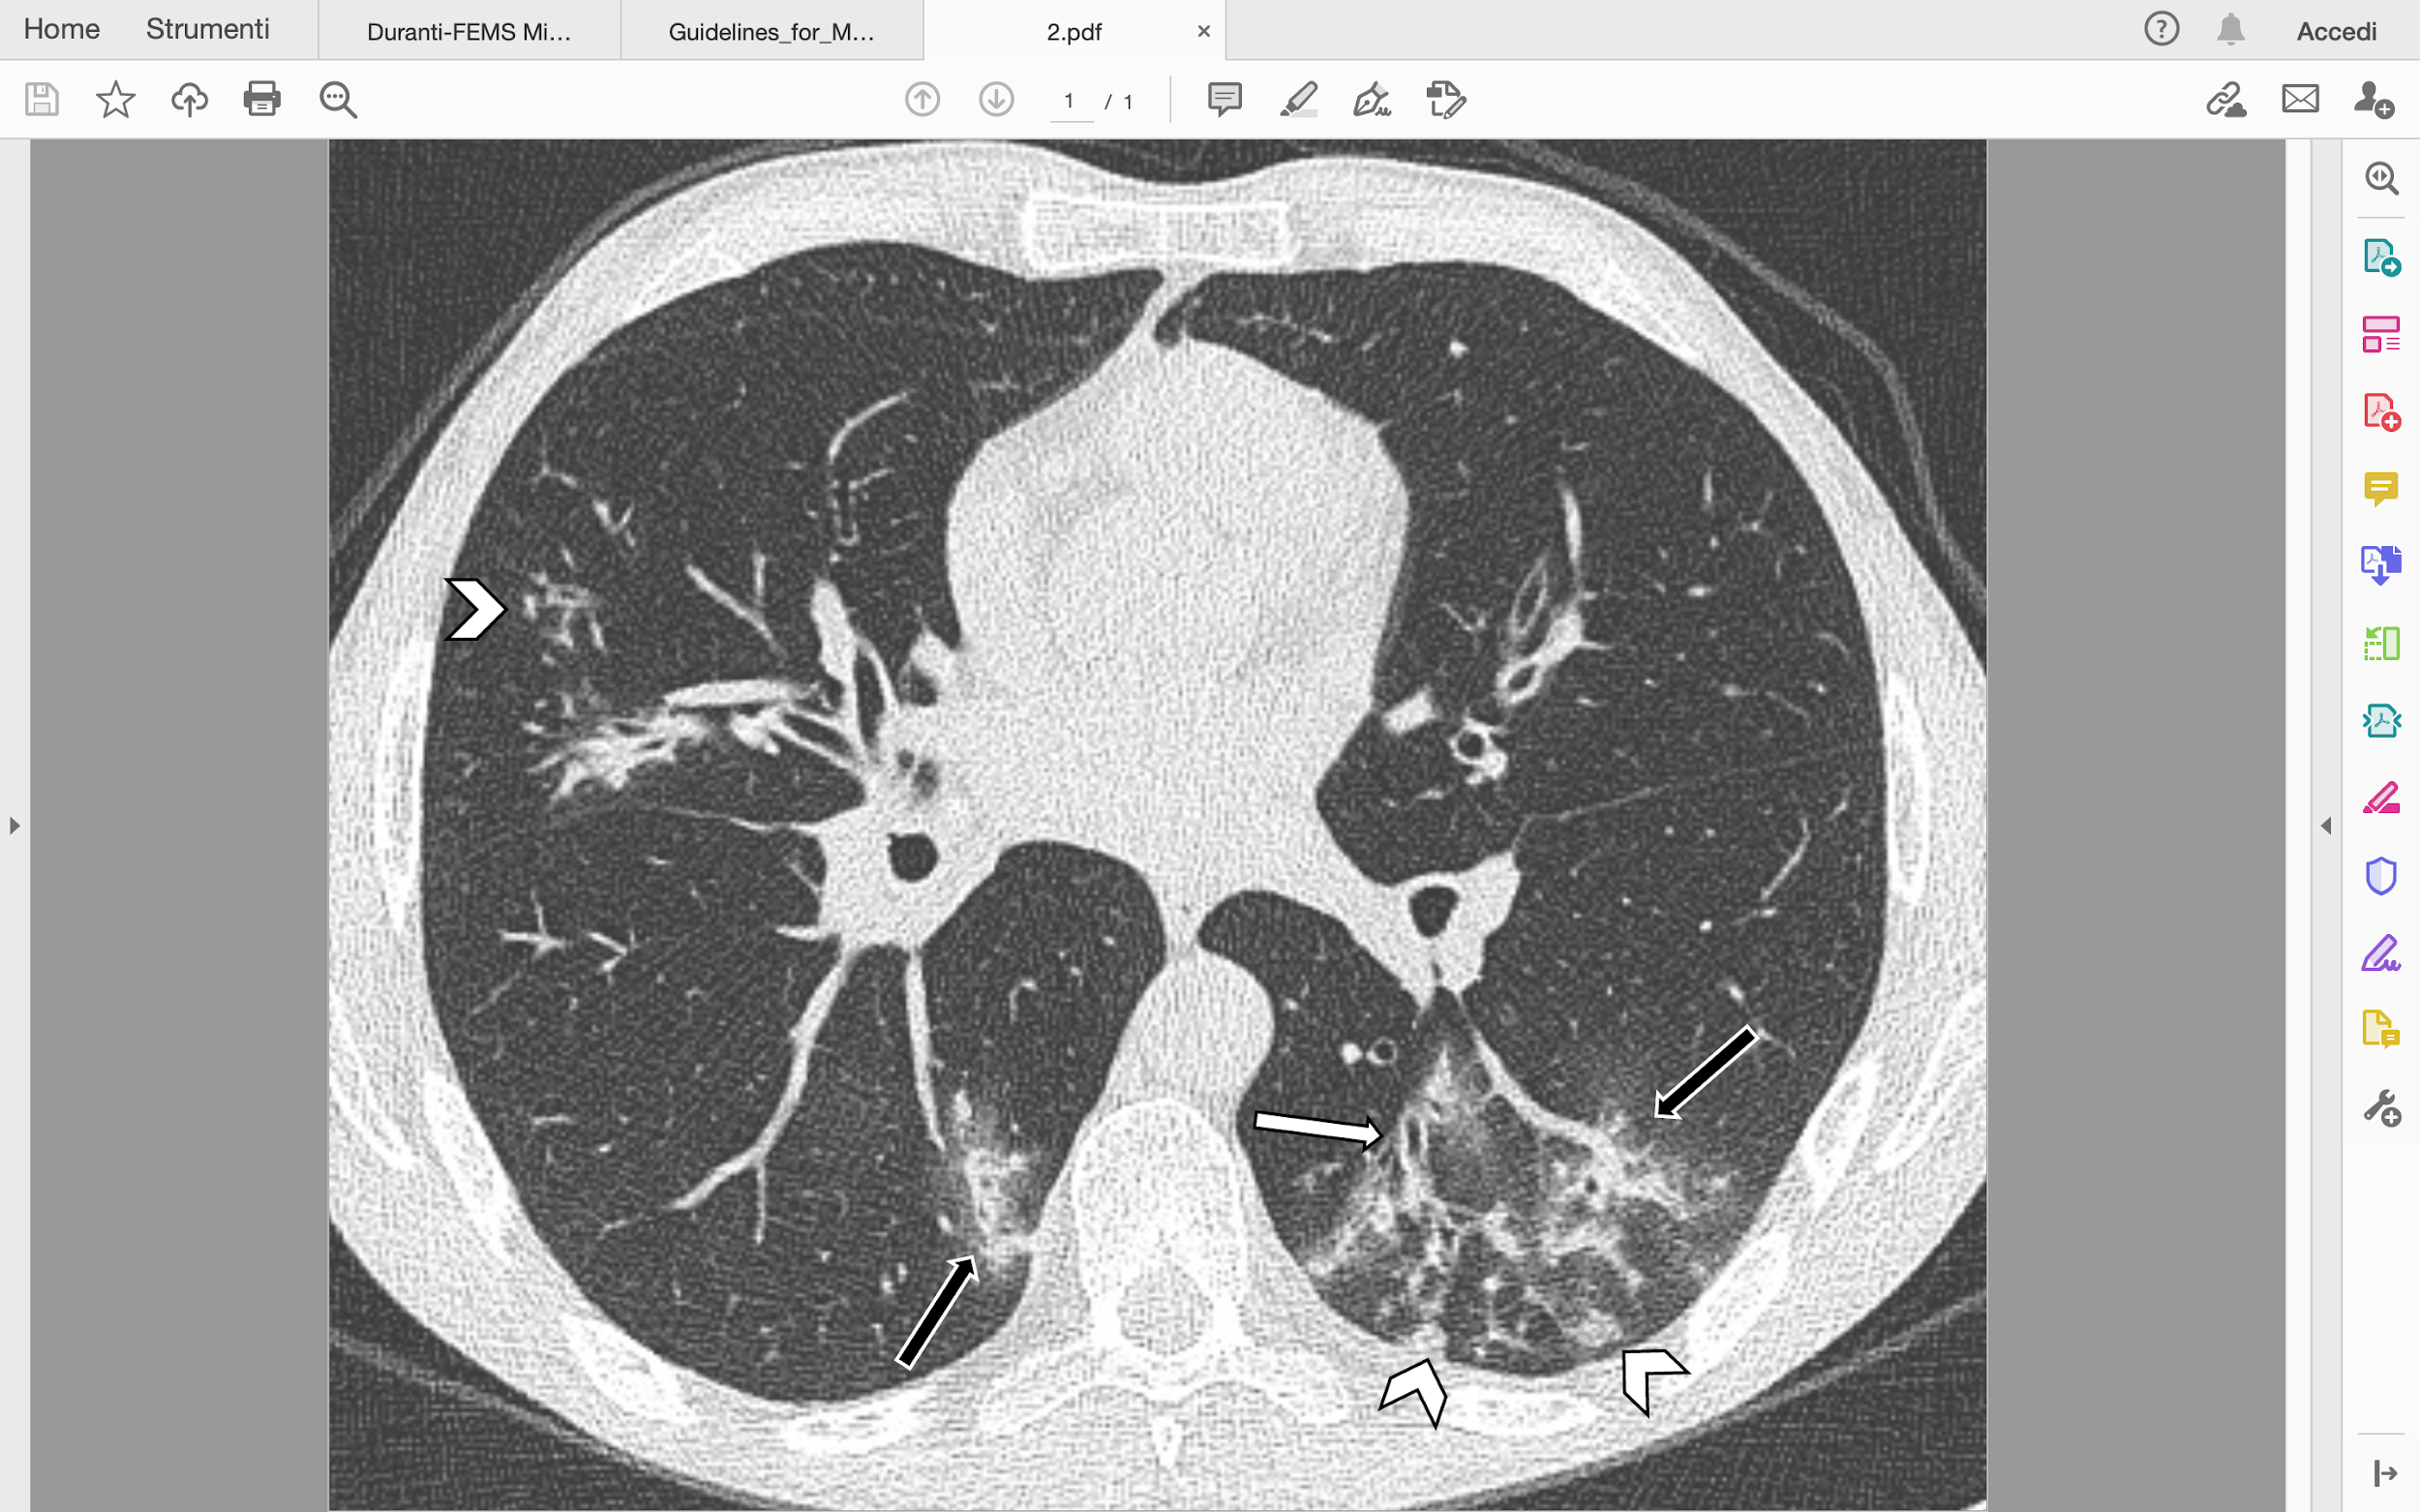 Home Strumenti Duranti-FEMS Mi... Guidelines_for_M... 2.pdf × ? Accedi
1 / 1